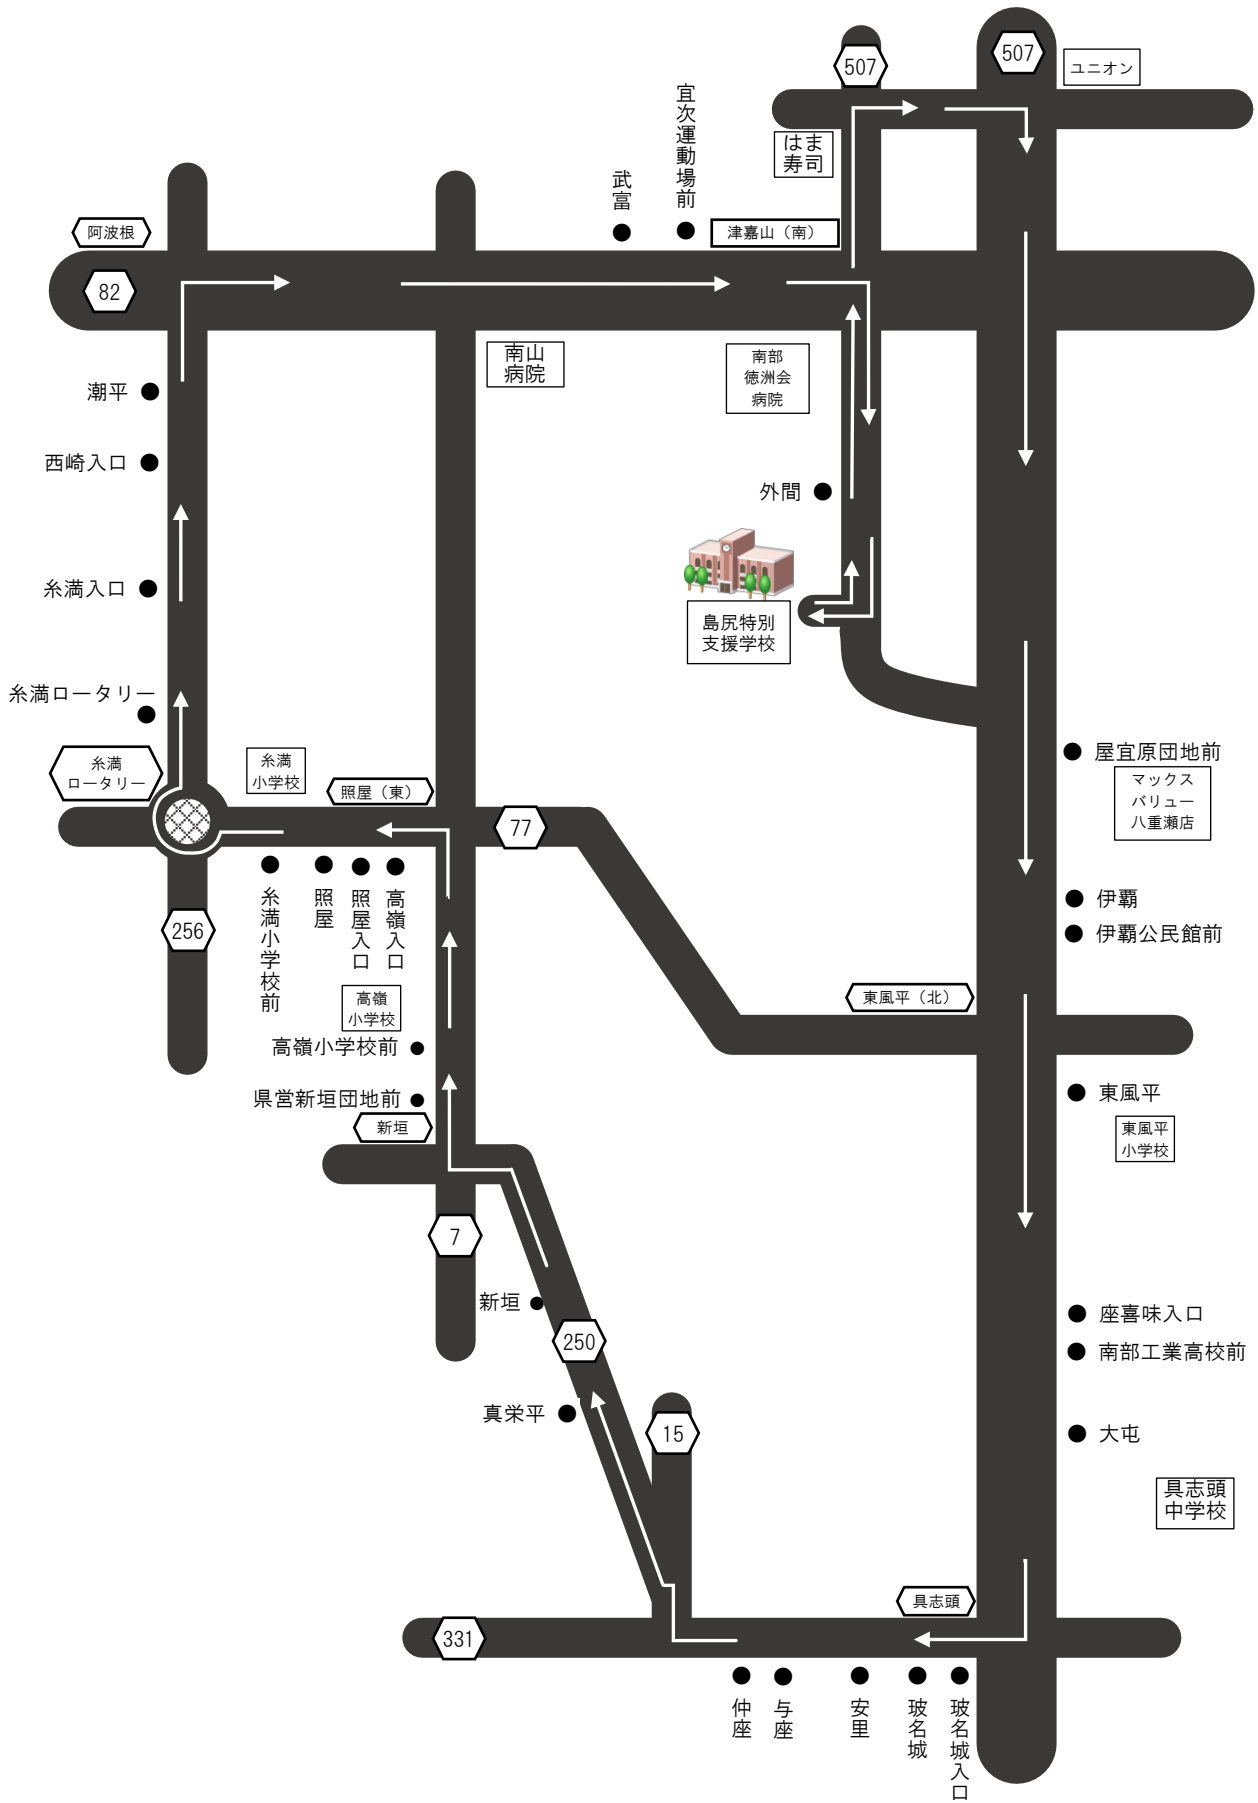 507
507
ユニオン
はま
寿司
宜次運動場前
武富
津嘉山（南）
阿波根
82
南山
病院
南部
徳洲会
病院
潮平
西崎入口
外間
糸満入口
島尻特別
支援学校
糸満ロータリー
糸満
ロータリー
糸満
小学校
照屋（東）
77
屋宜原団地前
マックス
バリュー
八重瀬店
256
糸満小学校前
照屋
照屋入口
高嶺入口
伊覇
伊覇公民館前
高嶺
小学校
東風平（北）
高嶺小学校前
県営新垣団地前
新垣
東風平
東風平
小学校
7
新垣
250
座喜味入口
南部工業高校前
真栄平
15
大屯
具志頭
中学校
具志頭
331
仲座
与座
安里
玻名城
玻名城入口